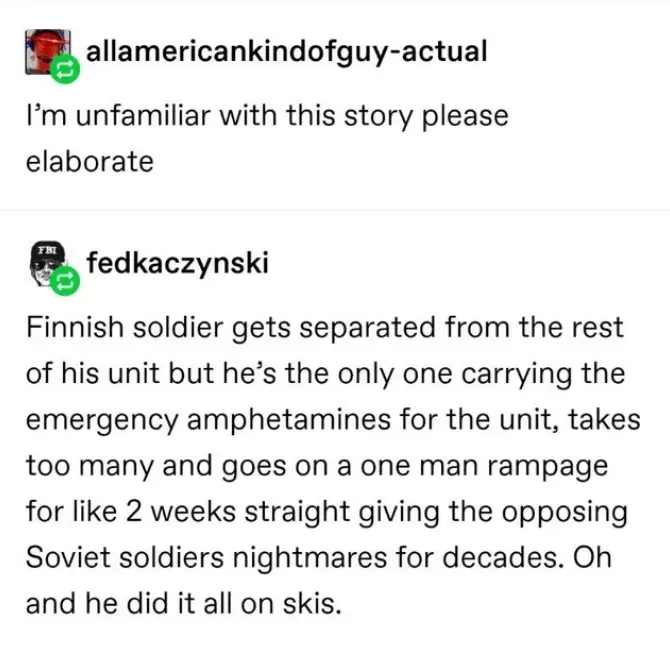 allamericankindofguy-actual
I’m unfamiliar with this story please
elaborate
FBI
fedkaczynski
Finnish soldier gets separated from the rest
of his unit but he’s the only one carrying the
emergency amphetamines for the unit, takes
too many and goes on a one man rampage
for like 2 weeks straight giving the opposing
Soviet soldiers nightmares for decades. Oh
and he did it all on skis.